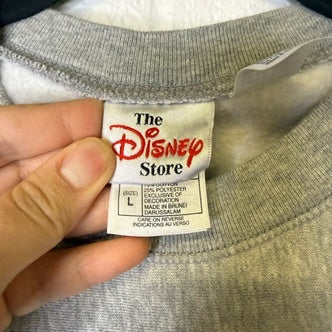 The
Disney
Store
(SIZE)
L
75% COTTON
25% POLYESTER
EXCLUSIVE OF
DECORATION
MADE IN BRUNEI
DARUSSALAM
CARE ON REVERSE
INDICATIONS AU VERSO